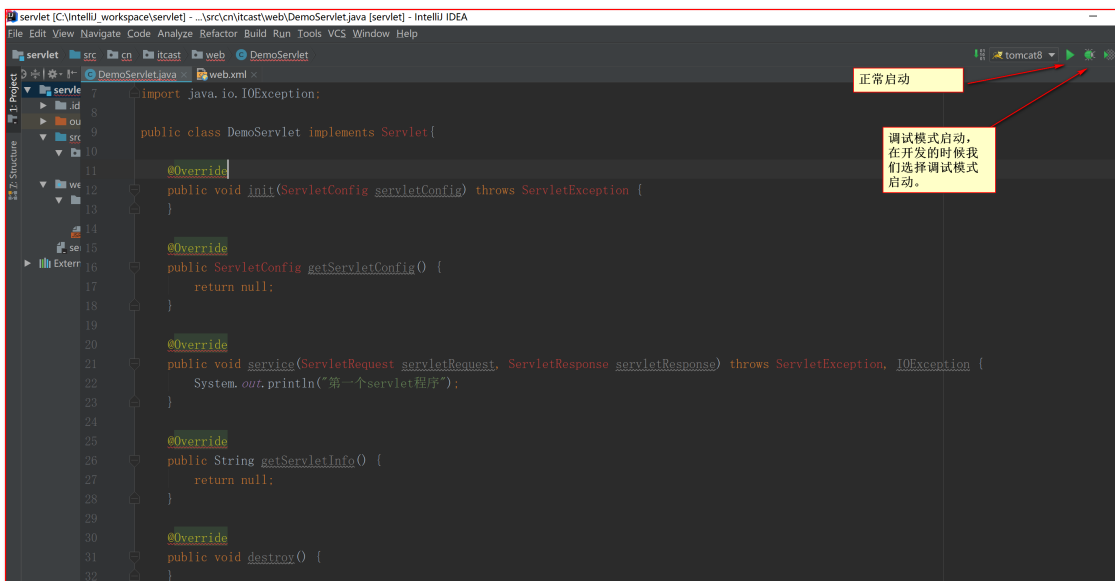 servlet [C:\IntelliJ_workspace\servlet] - ...\src\cn\itcast\web\DemoServlet.java [servlet] - IntelliJ IDEA
File Edit View Navigate Code Analyze Refactor Build Run Tools VCS Window Help
servlet src cn itcast web DemoServlet
tomcat8
DemoServlet.java web.xml
1: Project
Z: Structure
servle
.id
ou
src
we
se
Extern
正常启动
调试模式启动,
在开发的时候我
们选择调试模式
启动。
7 import java.io.IOException;
8
9 public class DemoServlet implements Servlet{
10
11 @Override
12 public void init(ServletConfig servletConfig) throws ServletException {
13 }
14
15 @Override
16 public ServletConfig getServletConfig() {
17 return null;
18 }
19
20 @Override
21 public void service(ServletRequest servletRequest, ServletResponse servletResponse) throws ServletException, IOException {
22 System.out.println("第一个servlet程序");
23 }
24
25 @Override
26 public String getServletInfo() {
27 return null;
28 }
29
30 @Override
31 public void destroy() {
32 }